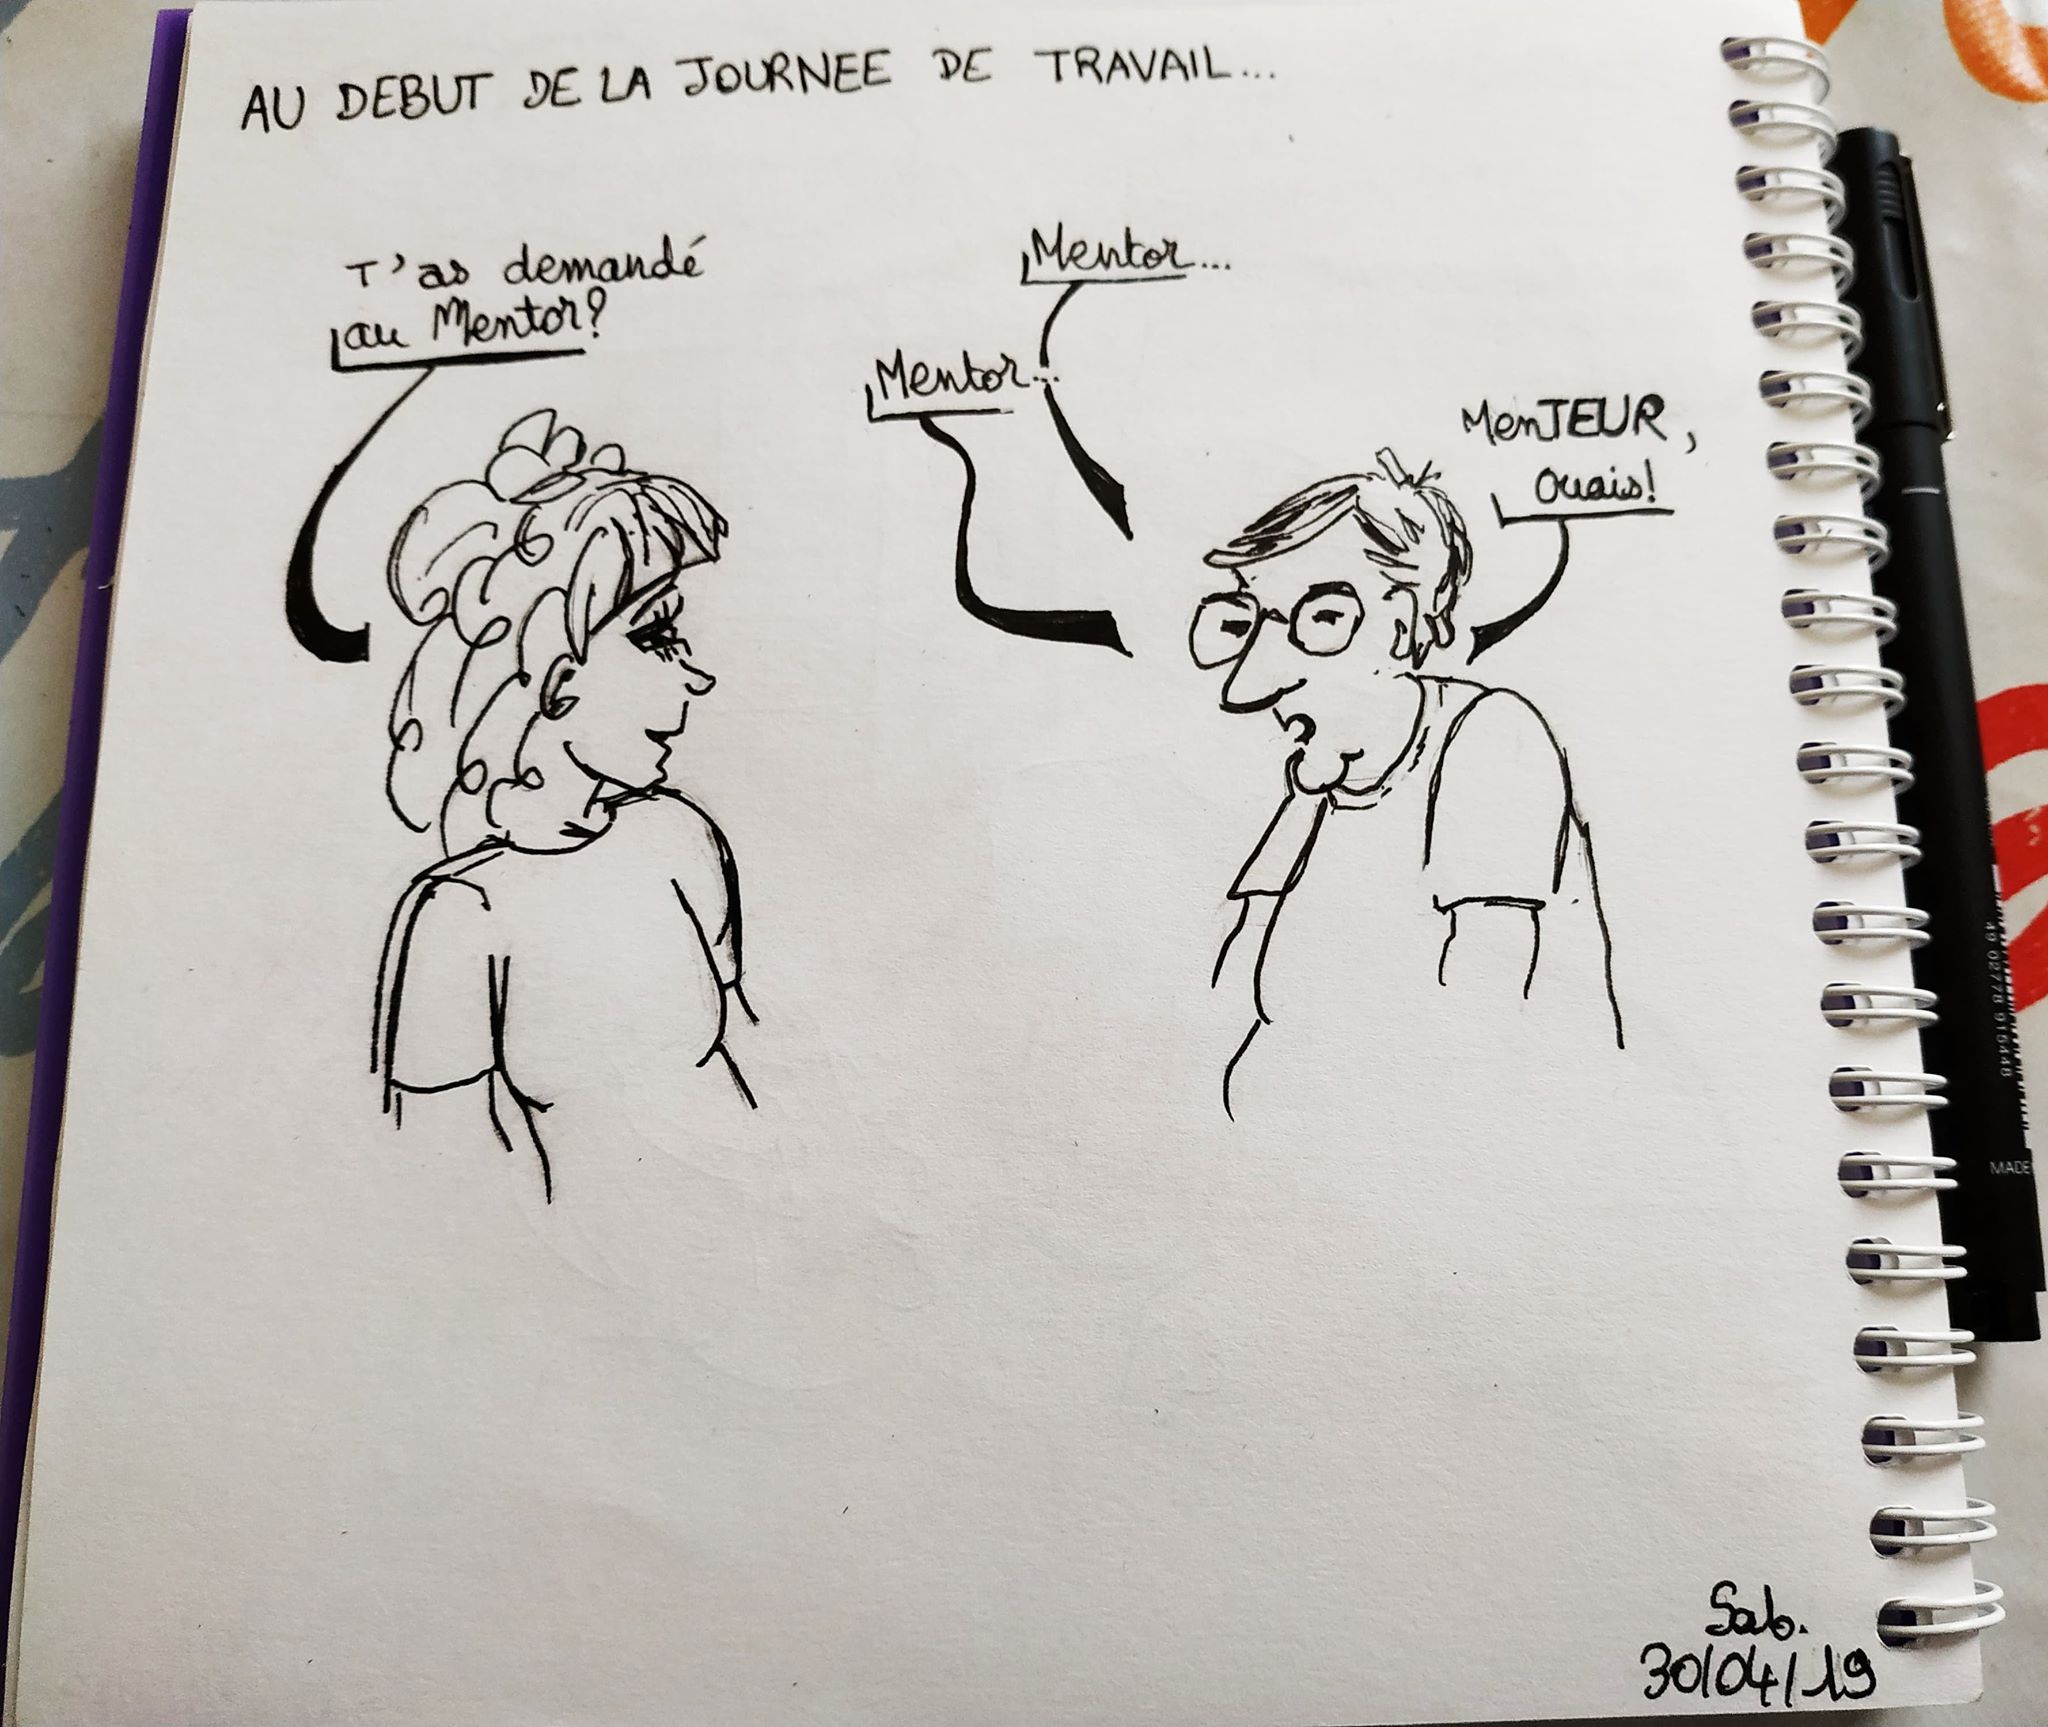 AU DEBUT DE LA JOURNEE DE TRAVAIL...
T'as demandé
au Mentor?
Mentor...
Mentor...
MenTEUR,
Ouais!
Sab.
30/04/19
MADE